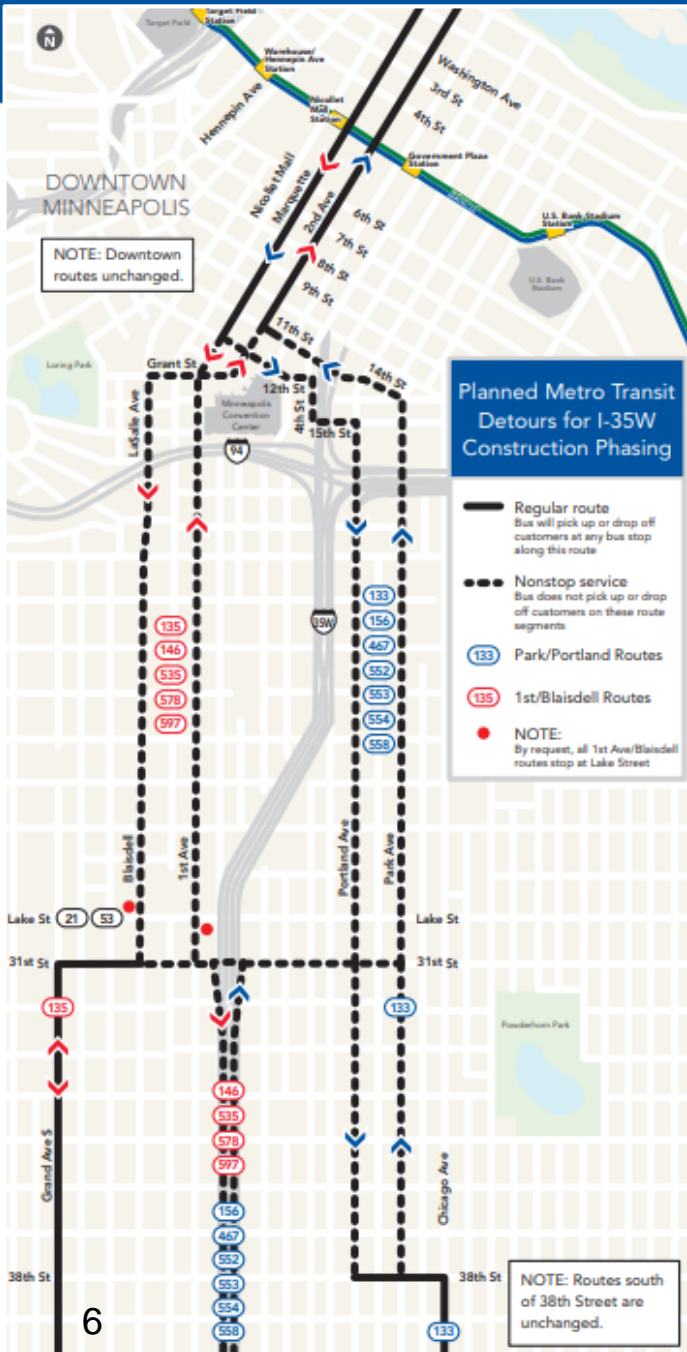 Target Field
Station
Target Field
N
Warehouse/
Hennepin Ave
Station
Hennepin Ave
Washington Ave
3rd St
4th St
Nicollet
Mall
Station
Government Plaza
Station
DOWNTOWN
MINNEAPOLIS
Nicollet Mall
Marquette
2nd Ave
6th St
7th St
8th St
9th St
U.S. Bank Stadium
Station
U.S. Bank
Stadium
NOTE: Downtown
routes unchanged.
11th St
Loring Park
Grant St
14th St
12th St
LaSalle Ave
Minneapolis
Convention
Center
4th St
15th St
94
Planned Metro Transit
Detours for I-35W
Construction Phasing
Regular route
Bus will pick up or drop off
customers at any bus stop
along this route
Nonstop service
Bus does not pick up or drop
off customers on these route
segments
133 Park/Portland Routes
135 1st/Blaisdell Routes
NOTE:
By request, all 1st Ave/Blaisdell
routes stop at Lake Street
135
146
535
578
597
35W
133
156
467
552
553
554
558
Blaisdell
1st Ave
Portland Ave
Park Ave
Lake St 21 53
Lake St
31st St
31st St
135
133
Powderhorn Park
146
535
578
597
Grand Ave S
Chicago Ave
156
467
552
553
554
558
38th St
38th St
133
NOTE: Routes south
of 38th Street are
unchanged.
6